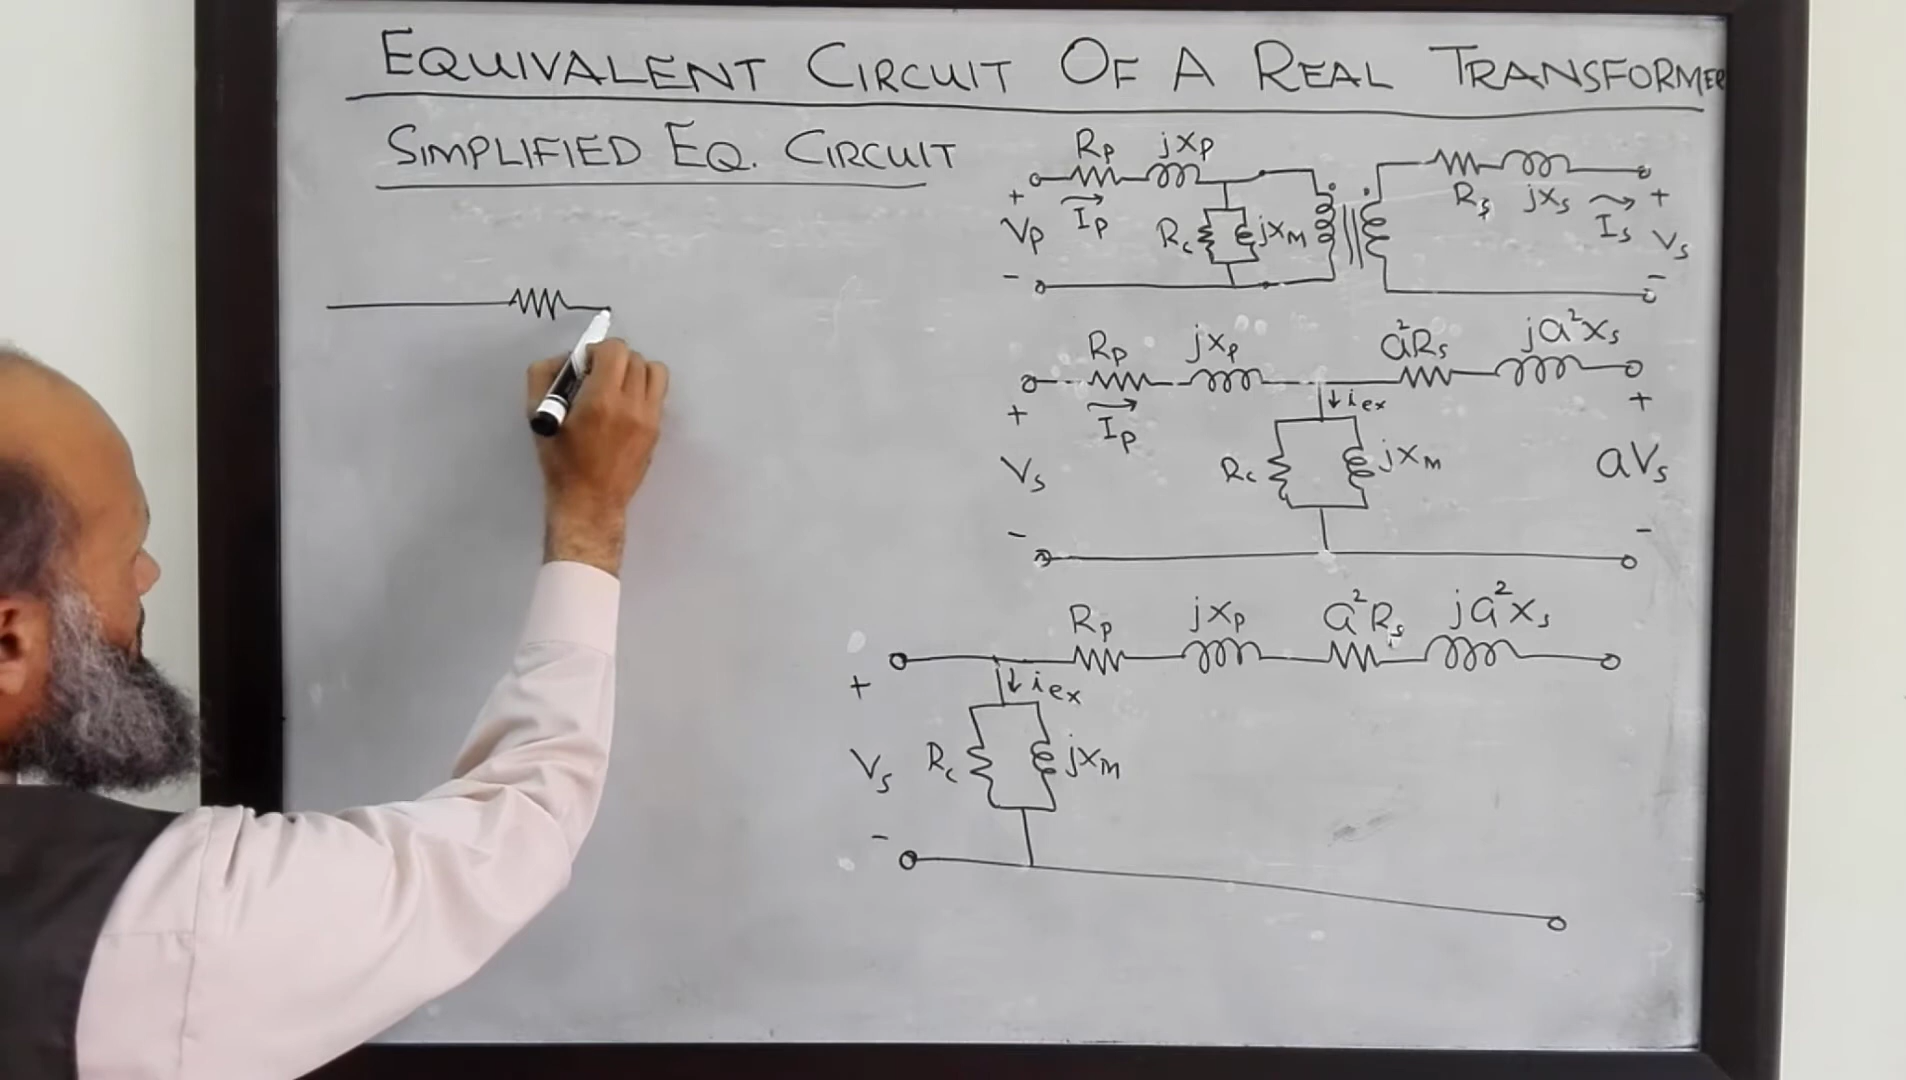 EQUIVALENT CIRCUIT OF A REAL TRANSFORMER
SIMPLIFIED EQ. CIRCUIT
Rp jXp
+ Ip Rc jXM Rs jXs Is +
Vp Vs
- -
Rp jXp a²Rs ja²Xs
+ Ip iex +
Vs Rc jXM aVs
- -
Rp jXp a²Rs ja²Xs
+ iex
Vs Rc jXM
-